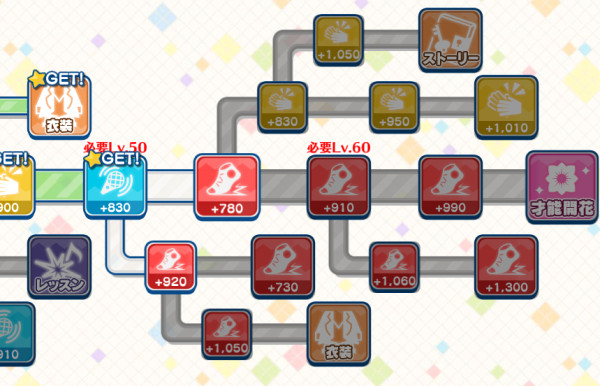 +1,050
ストーリー
GET!
衣装
+830
+950
+1,010
必要Lv.50
必要Lv.60
GET!
GET!
+900
+830
+780
+910
+990
才能開花
レッスン
+920
+730
+1,060
+1,300
+910
+1,050
衣装